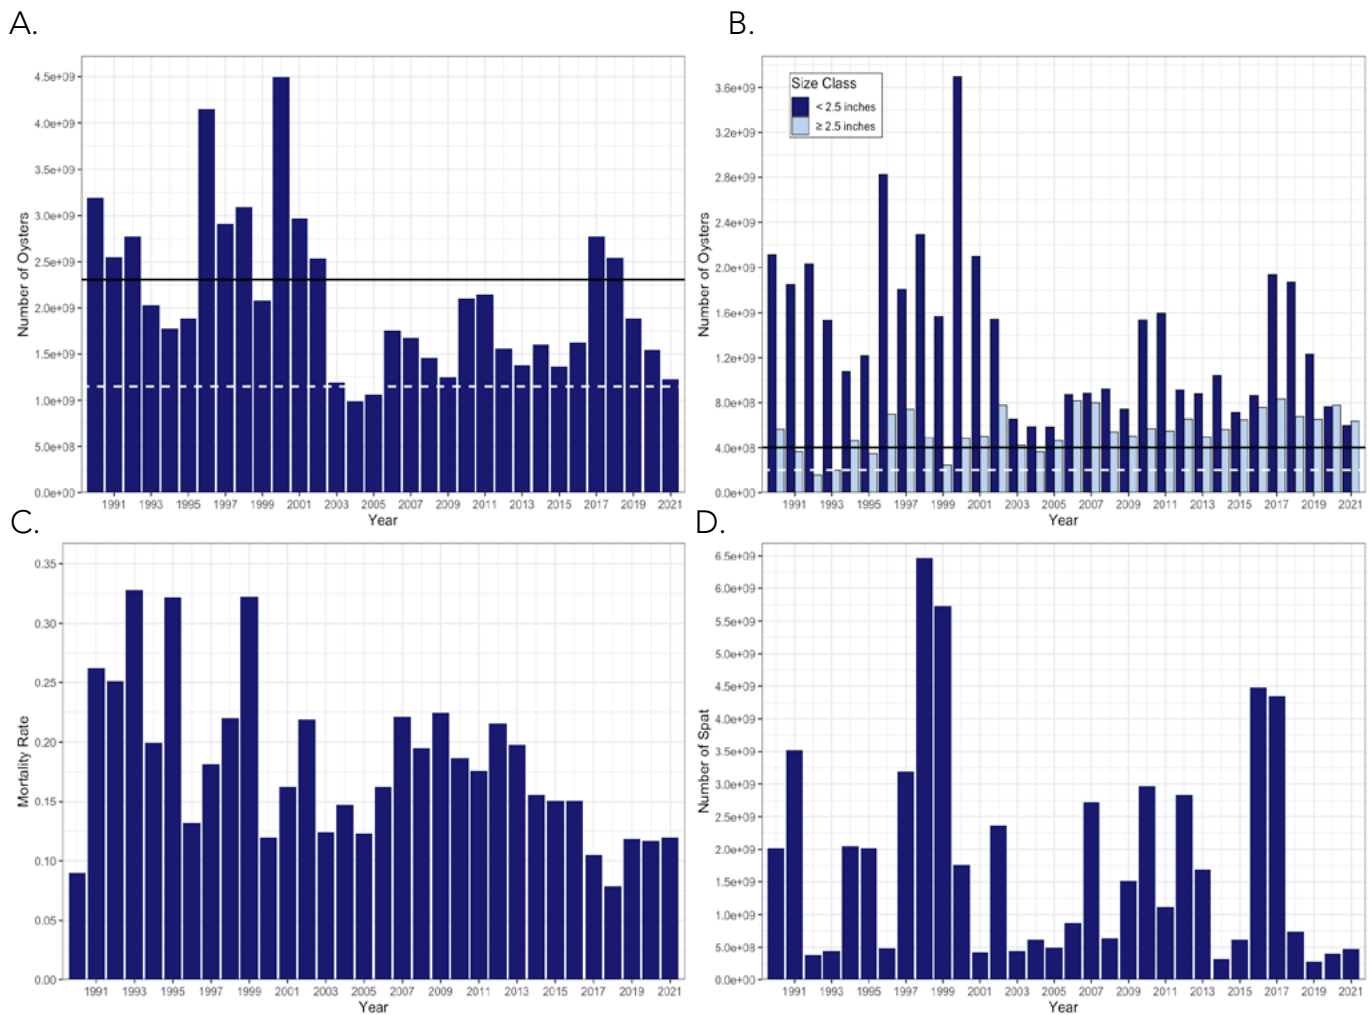 A.
4.5e+09
4.0e+09
3.5e+09
3.0e+09
2.5e+09
2.0e+09
1.5e+09
1.0e+09
5.0e+08
0.0e+00
Number of Oysters
1991 1993 1995 1997 1999 2001 2003 2005 2007 2009 2011 2013 2015 2017 2019 2021
Year
B.
Size Class
< 2.5 inches
≥ 2.5 inches
3.6e+09
3.2e+09
2.8e+09
2.4e+09
2.0e+09
1.6e+09
1.2e+09
8.0e+08
4.0e+08
0.0e+00
Number of Oysters
1991 1993 1995 1997 1999 2001 2003 2005 2007 2009 2011 2013 2015 2017 2019 2021
Year
C.
0.35
0.30
0.25
0.20
0.15
0.10
0.05
0.00
Mortality Rate
1991 1993 1995 1997 1999 2001 2003 2005 2007 2009 2011 2013 2015 2017 2019 2021
Year
D.
6.5e+09
6.0e+09
5.5e+09
5.0e+09
4.5e+09
4.0e+09
3.5e+09
3.0e+09
2.5e+09
2.0e+09
1.5e+09
1.0e+09
5.0e+08
0.0e+00
Number of Spat
1991 1993 1995 1997 1999 2001 2003 2005 2007 2009 2011 2013 2015 2017 2019 2021
Year